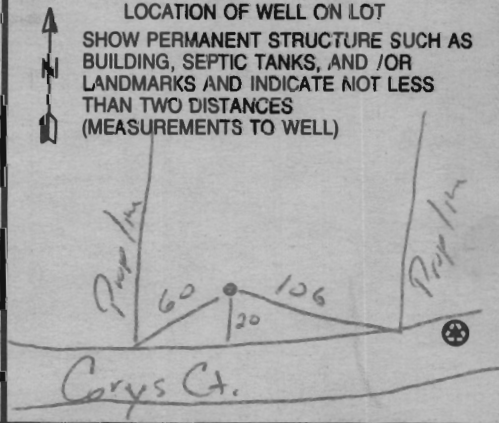 LOCATION OF WELL ON LOT
SHOW PERMANENT STRUCTURE SUCH AS
N BUILDING, SEPTIC TANKS, AND /OR
LANDMARKS AND INDICATE NOT LESS
THAN TWO DISTANCES
(MEASUREMENTS TO WELL)
Prop line
Prop line
60
106
20
Corys Ct.